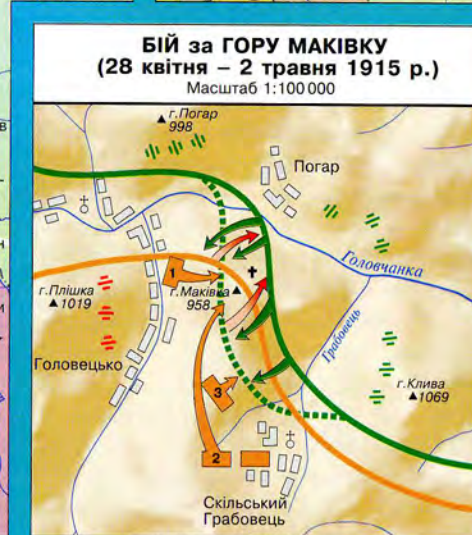 БІЙ за ГОРУ МАКІВКУ
(28 квітня – 2 травня 1915 р.)
Масштаб 1:100 000
г.Погар
998
Погар
Головчанка
г.Плішка
1019
1
г.Маківка
958
Грабовець
Головецько
3
г.Клива
1069
2
Скільський
Грабовець